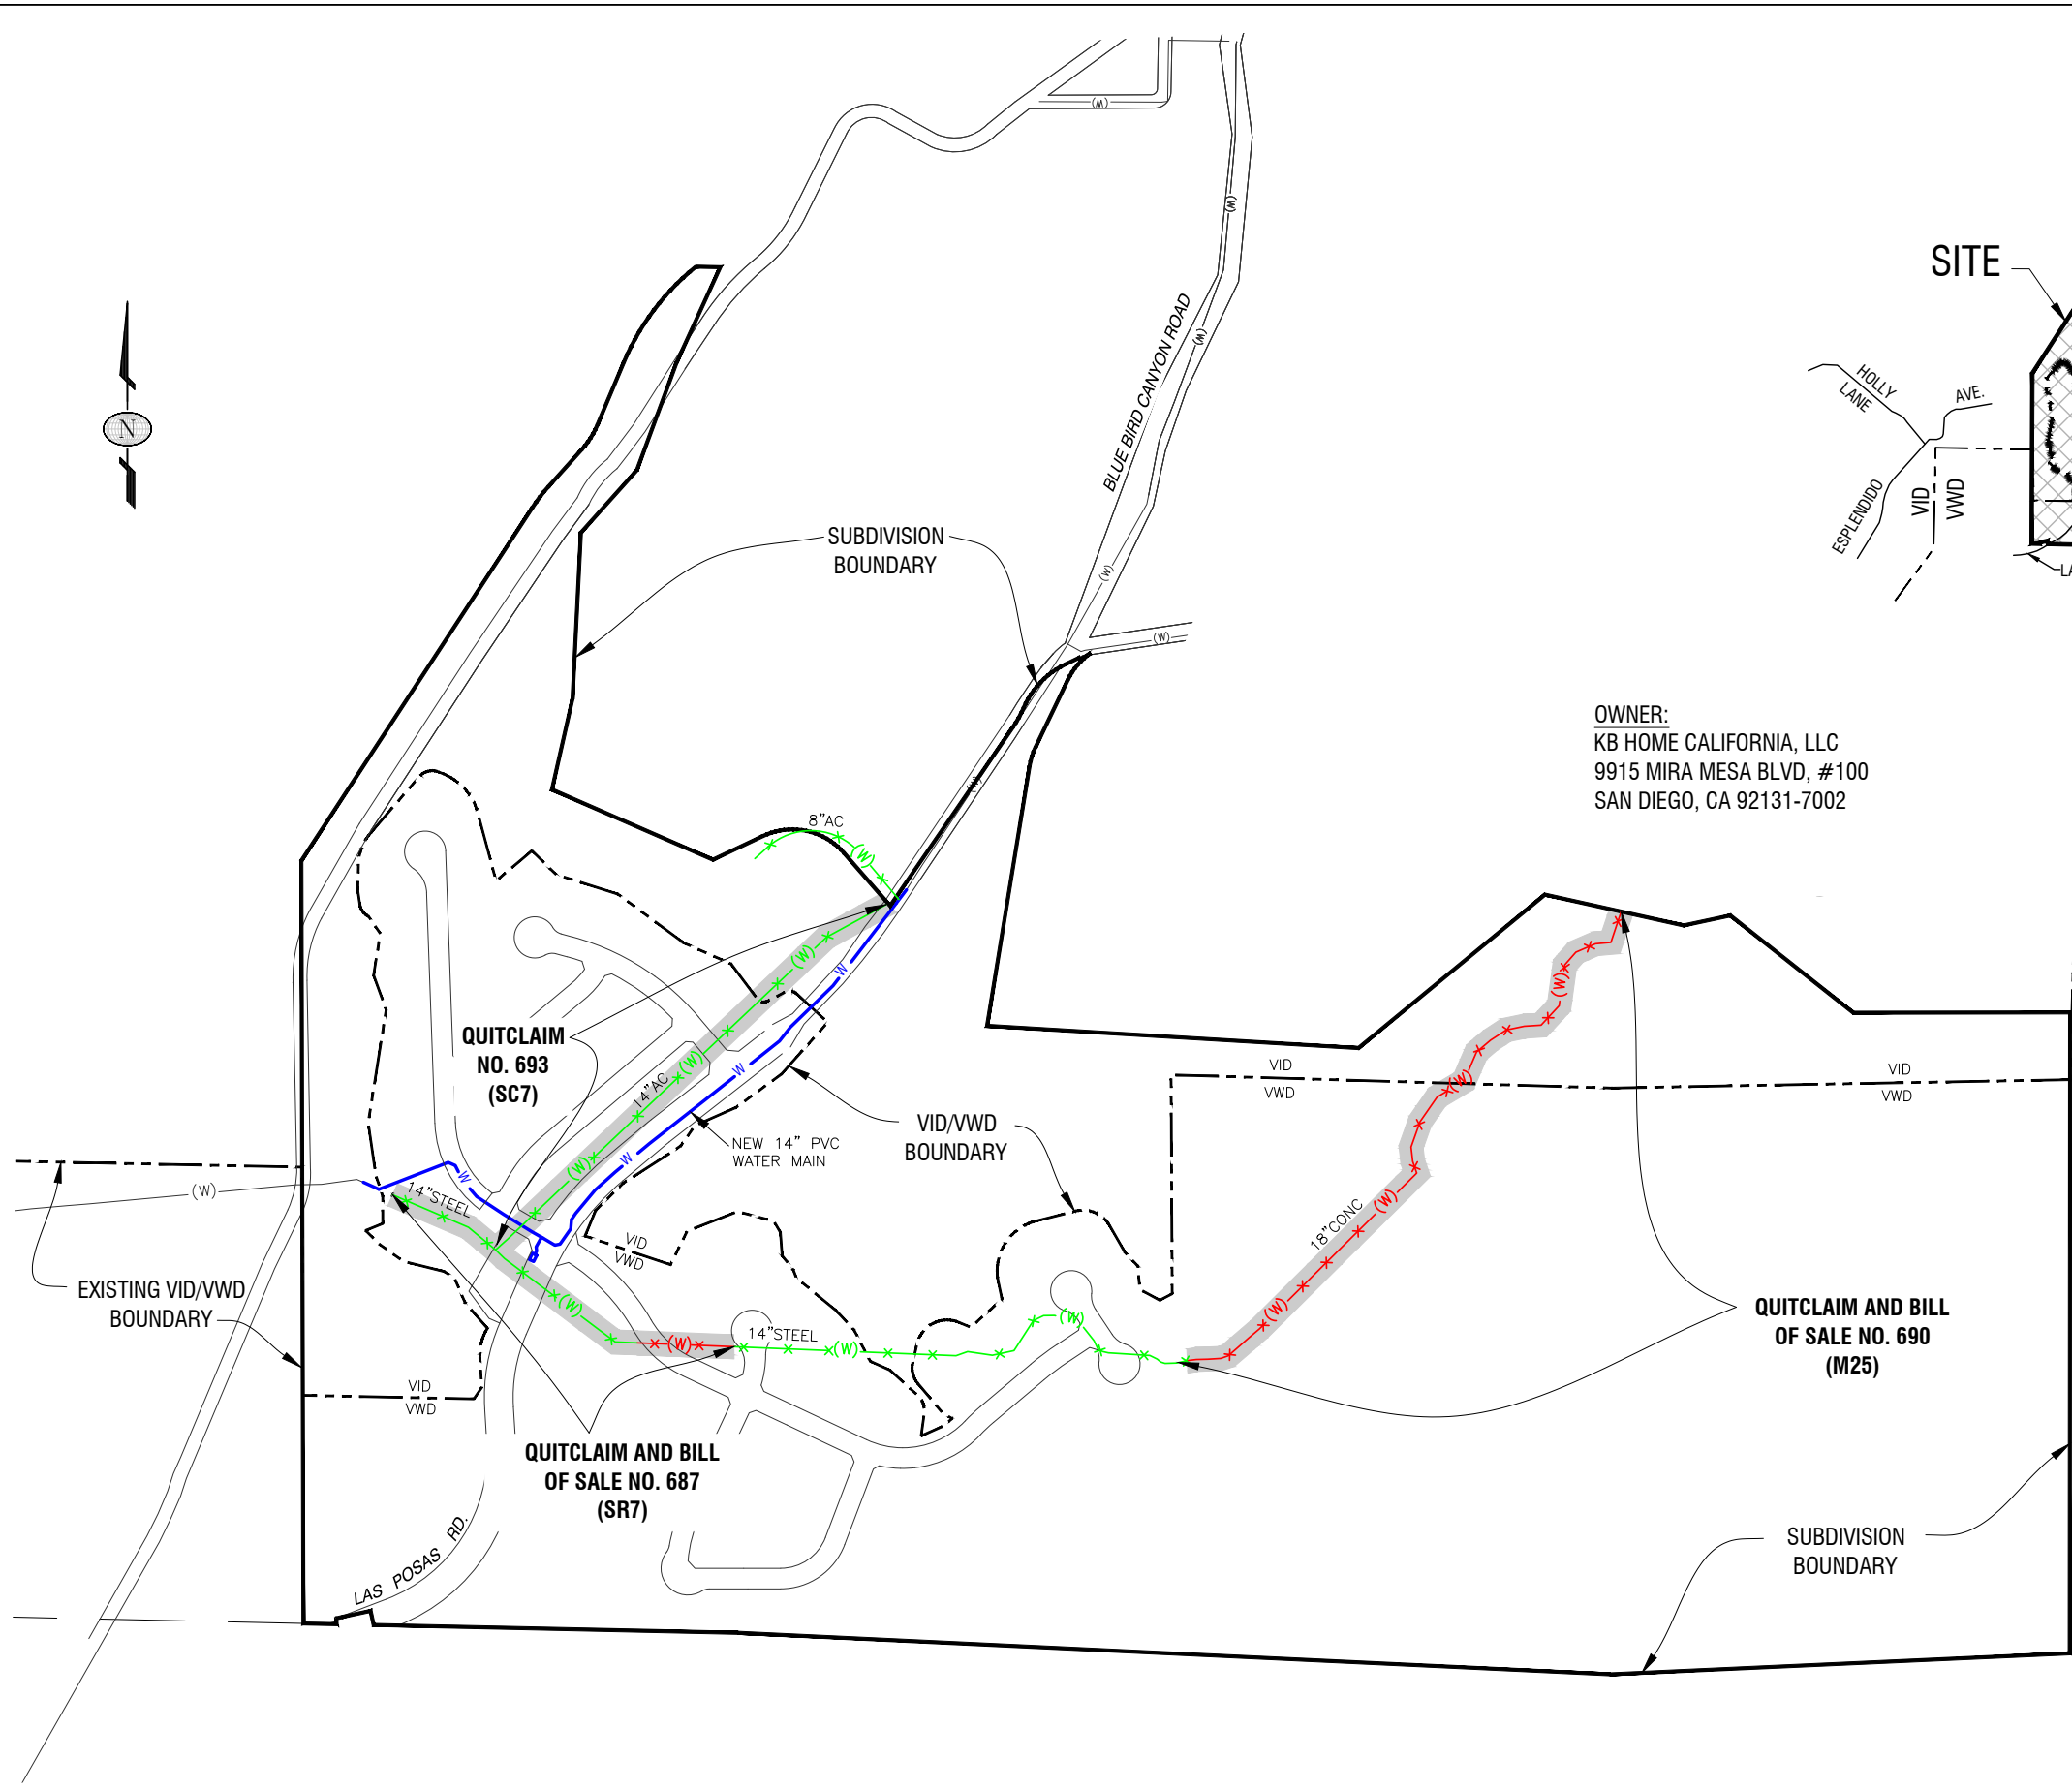 (W)
(W)
SITE
(W)
HOLLY
LANE
AVE.
BLUE BIRD CANYON ROAD
(W)
N
ESPLENDIDO
VID
VWD
SUBDIVISION
BOUNDARY
(W)
LA
(W)
OWNER:
KB HOME CALIFORNIA, LLC
9915 MIRA MESA BLVD, #100
SAN DIEGO, CA 92131-7002
(W)
8"AC
(W)
(W)
W
(W)
QUITCLAIM
NO. 693
(SC7)
14"AC
(W)
W
VID
VWD
VID
VWD
(W)
VID/VWD
BOUNDARY
NEW 14" PVC
WATER MAIN
(W)
W
W
(W)
14"STEEL
(W)
18"CONC
(W)
VID
VWD
EXISTING VID/VWD
BOUNDARY
(W)
(W)
(W)
QUITCLAIM AND BILL
OF SALE NO. 690
(M25)
14"STEEL
(W)
(W)
VID
VWD
QUITCLAIM AND BILL
OF SALE NO. 687
(SR7)
LAS POSAS RD.
SUBDIVISION
BOUNDARY